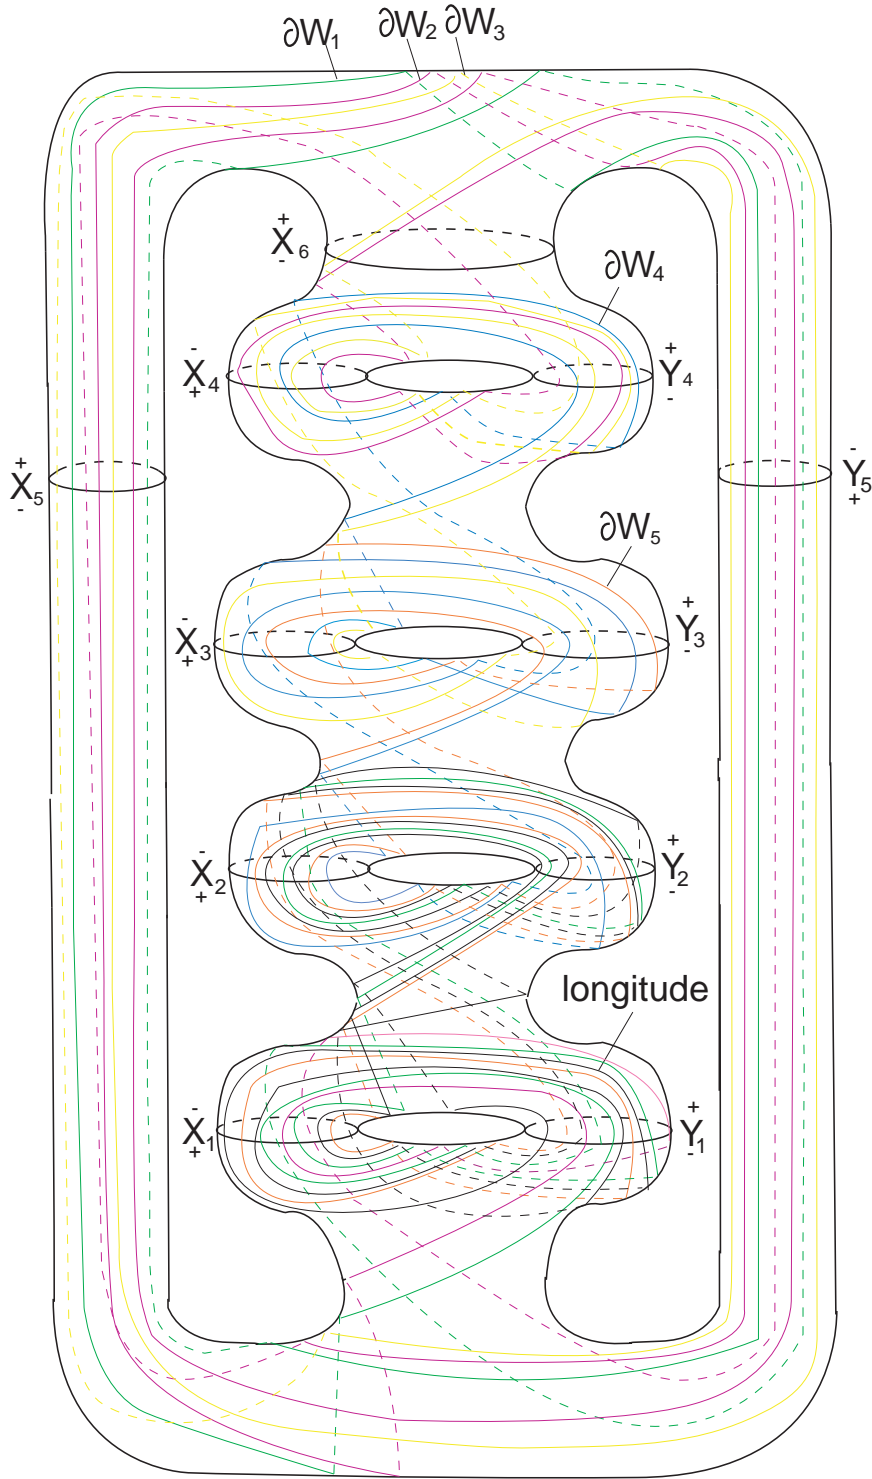 ∂W1 ∂W2 ∂W3
+
X6
-
∂W4
- +
X4 Y4
+ -
+ -
X5 Y5
- +
∂W5
- +
X3 Y3
+ -
- +
X2 Y2
+ -
longitude
- +
X1 Y1
+ -